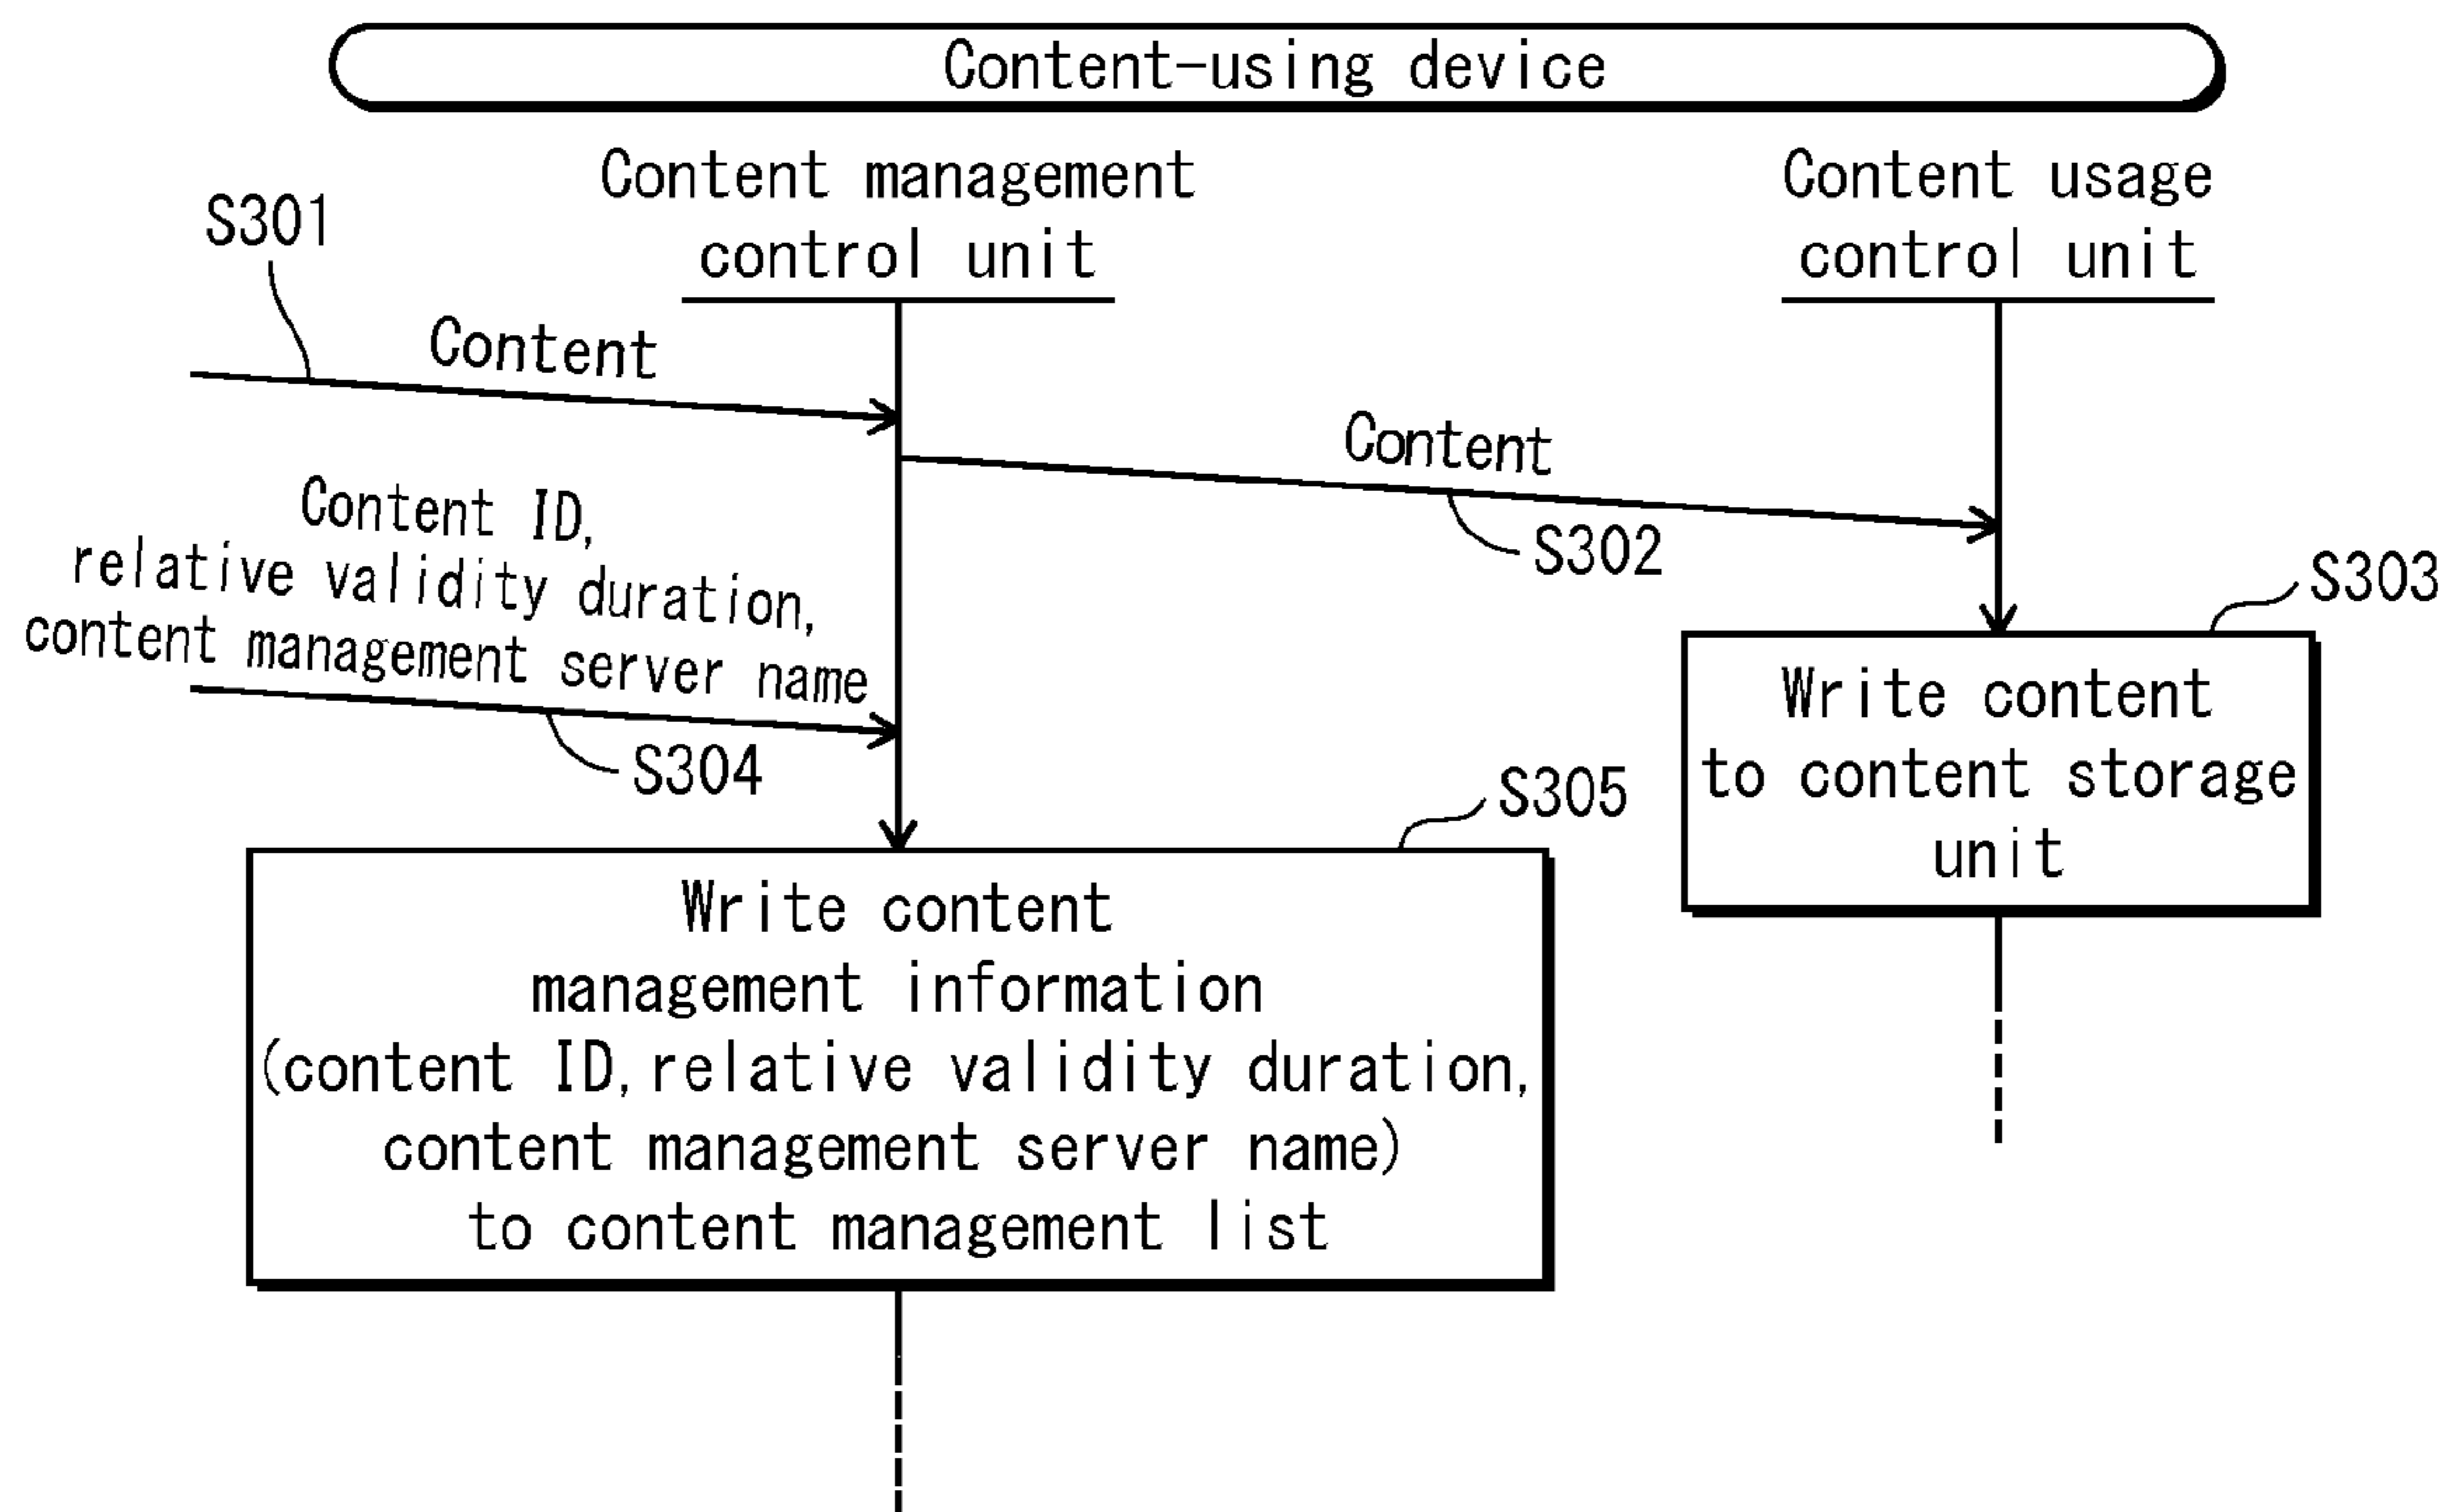 Content-using device
Content management
control unit
Content usage
control unit
S301
Content
Content
S302
Content ID,
relative validity duration,
content management server name
S304
S303
Write content
to content storage
unit
S305
Write content
management information
(content ID, relative validity duration,
content management server name)
to content management list